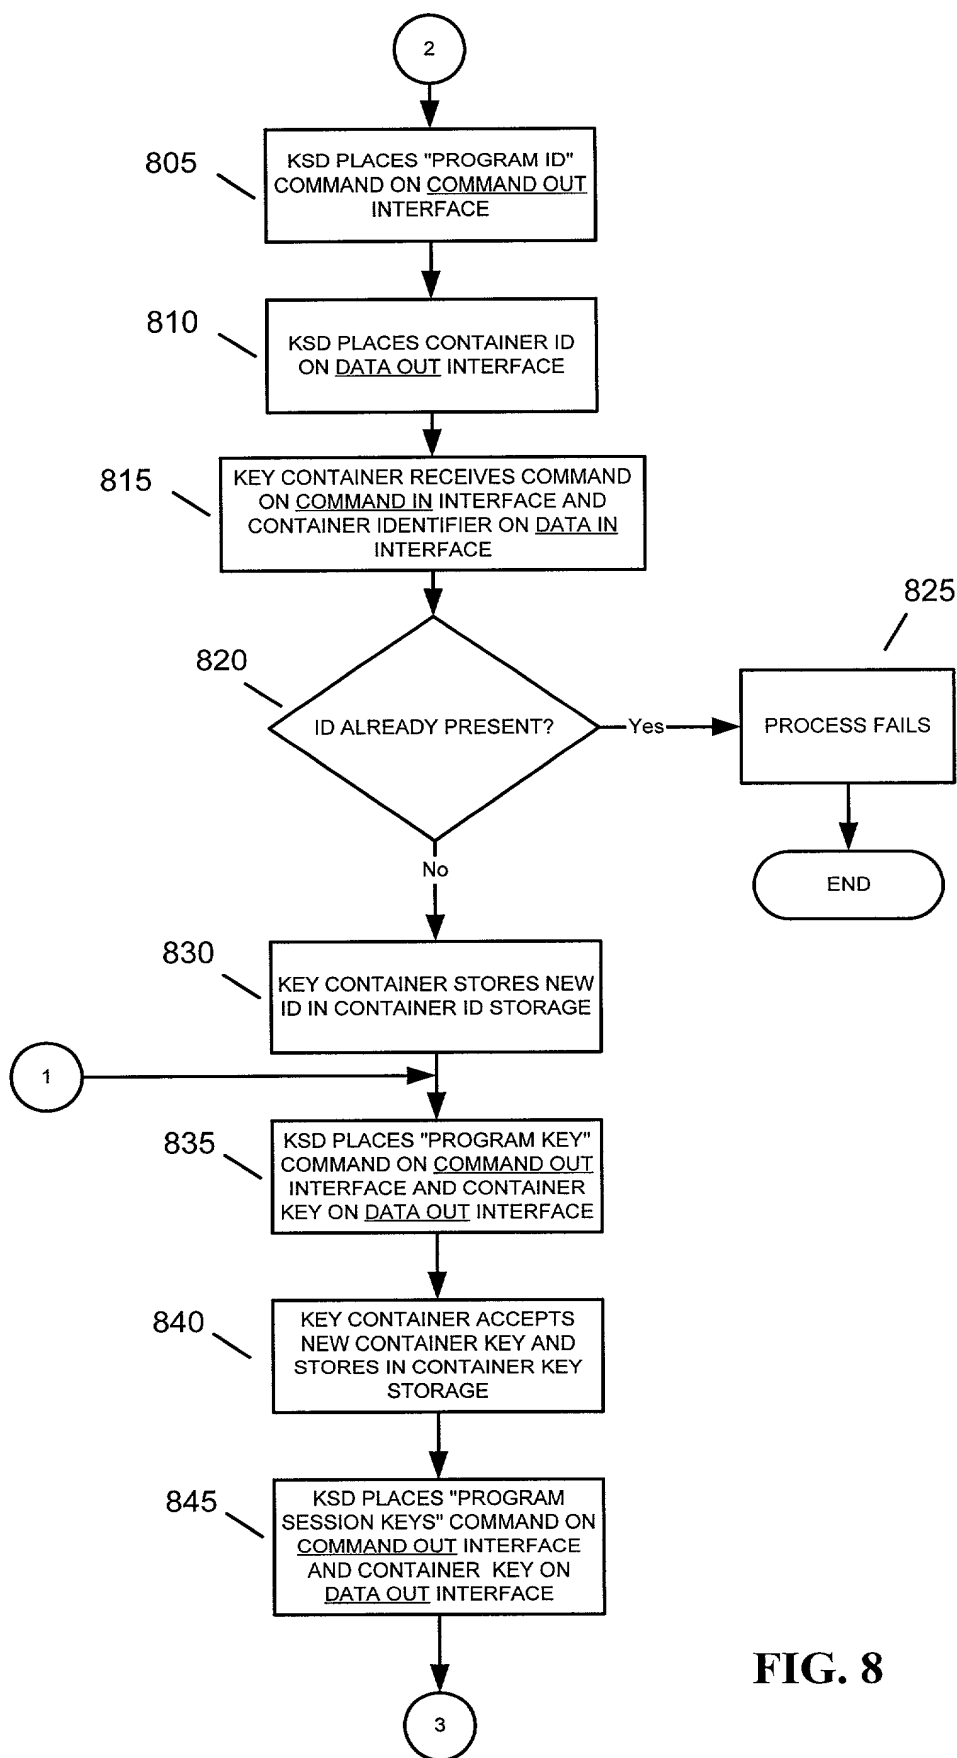 2
805
KSD PLACES "PROGRAM ID"
COMMAND ON COMMAND OUT
INTERFACE
810
KSD PLACES CONTAINER ID
ON DATA OUT INTERFACE
815
KEY CONTAINER RECEIVES COMMAND
ON COMMAND IN INTERFACE AND
CONTAINER IDENTIFIER ON DATA IN
INTERFACE
820
ID ALREADY PRESENT?
Yes
825
PROCESS FAILS
END
No
830
KEY CONTAINER STORES NEW
ID IN CONTAINER ID STORAGE
1
835
KSD PLACES "PROGRAM KEY"
COMMAND ON COMMAND OUT
INTERFACE AND CONTAINER
KEY ON DATA OUT INTERFACE
840
KEY CONTAINER ACCEPTS
NEW CONTAINER KEY AND
STORES IN CONTAINER KEY
STORAGE
845
KSD PLACES "PROGRAM
SESSION KEYS" COMMAND ON
COMMAND OUT INTERFACE
AND CONTAINER KEY ON
DATA OUT INTERFACE
3
FIG. 8